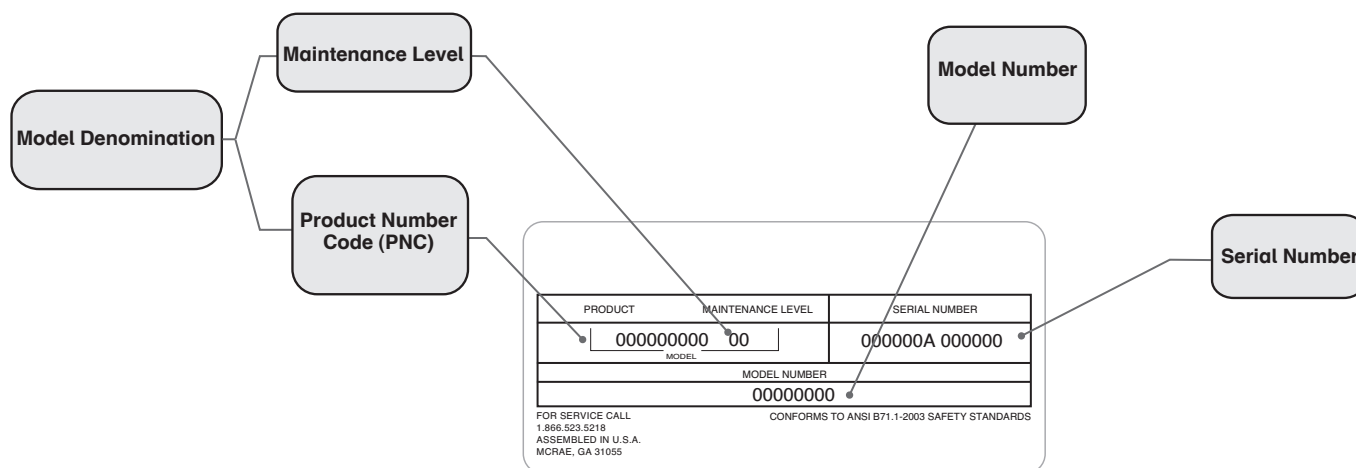 Maintenance Level
Model Number
Model Denomination
Product Number
Code (PNC)
Serial Number
PRODUCT MAINTENANCE LEVEL SERIAL NUMBER
000000000 00 000000A 000000
MODEL
MODEL NUMBER
00000000
FOR SERVICE CALL CONFORMS TO ANSI B71.1-2003 SAFETY STANDARDS
1.866.523.5218
ASSEMBLED IN U.S.A.
MCRAE, GA 31055